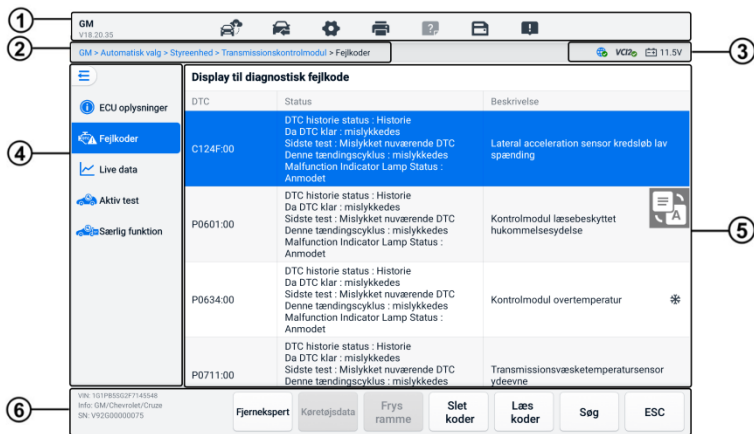 1
GM
V18.20.35
2
GM > Automatisk valg > Styreenhed > Transmissionskontrolmodul > Fejlkoder
VCI2 11.5V
3
4
ECU oplysninger
Fejlkoder
Live data
Aktiv test
Særlig funktion
Display til diagnostisk fejlkode
DTC Status Beskrivelse
C124F:00
DTC historie status : Historie
Da DTC klar : mislykkedes
Sidste test : Mislykket nuværende DTC
Denne tændingscyklus : mislykkedes
Malfunction Indicator Lamp Status :
Anmodet
Lateral acceleration sensor kredsløb lav
spænding
P0601:00
DTC historie status : Historie
Da DTC klar : mislykkedes
Sidste test : Mislykket nuværende DTC
Denne tændingscyklus : mislykkedes
Malfunction Indicator Lamp Status :
Anmodet
Kontrolmodul læsebeskyttet
hukommelsesydelse
A
5
P0634:00
DTC historie status : Historie
Da DTC klar : mislykkedes
Sidste test : Mislykket nuværende DTC
Denne tændingscyklus : mislykkedes
Malfunction Indicator Lamp Status :
Anmodet
Kontrolmodul overtemperatur
P0711:00
DTC historie status : Historie
Da DTC klar : mislykkedes
Sidste test : Mislykket nuværende DTC
Denne tændingscyklus : mislykkedes
Transmissionsvæsketemperatursensor
ydeevne
6
VIN: 1G1PB5SG2F7145548
Info: GM/Chevrolet/Cruze
SN: V92G00000075
Fjernekspert
Køretøjsdata
Frys
ramme
Slet
koder
Læs
koder
Søg
ESC